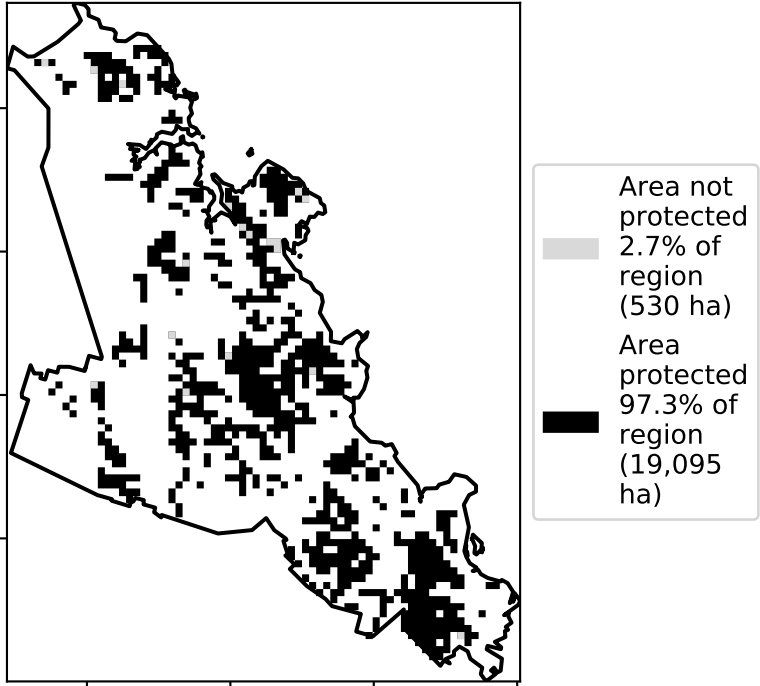 Area not
protected
2.7% of
region
(530 ha)
Area
protected
97.3% of
region
(19,095
ha)